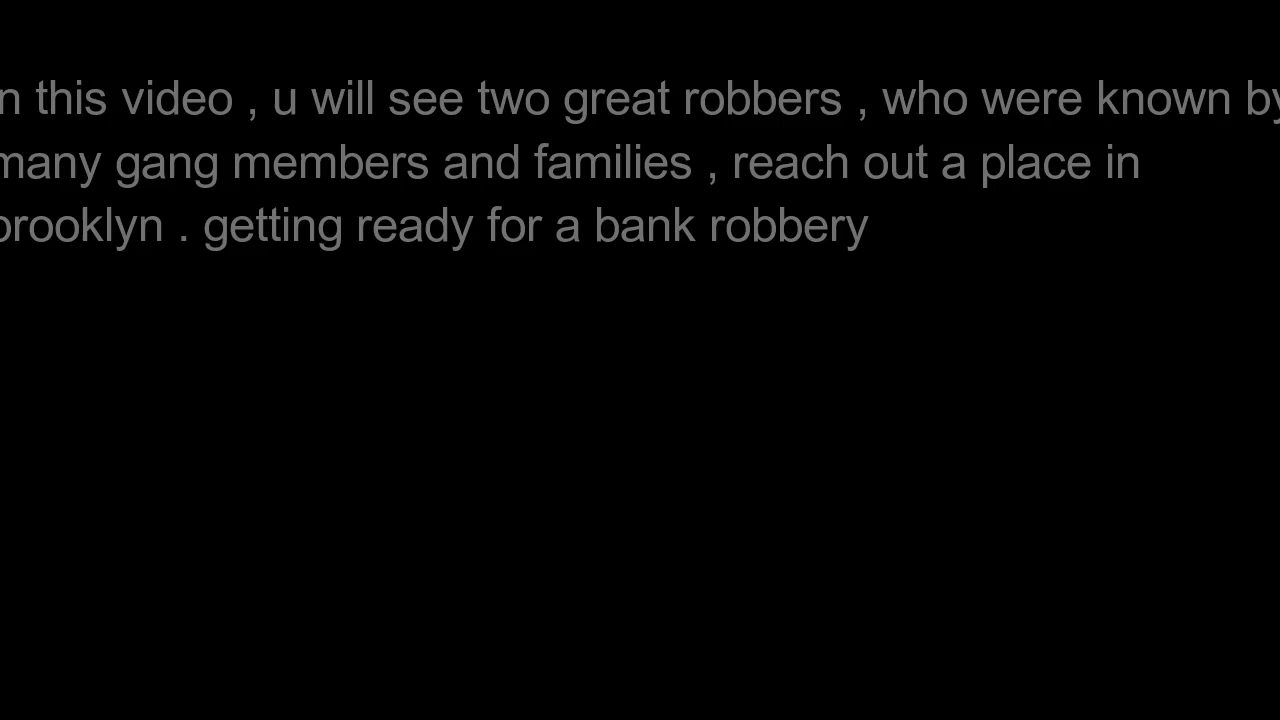 n this video , u will see two great robbers , who were known by
many gang members and families , reach out a place in
brooklyn . getting ready for a bank robbery